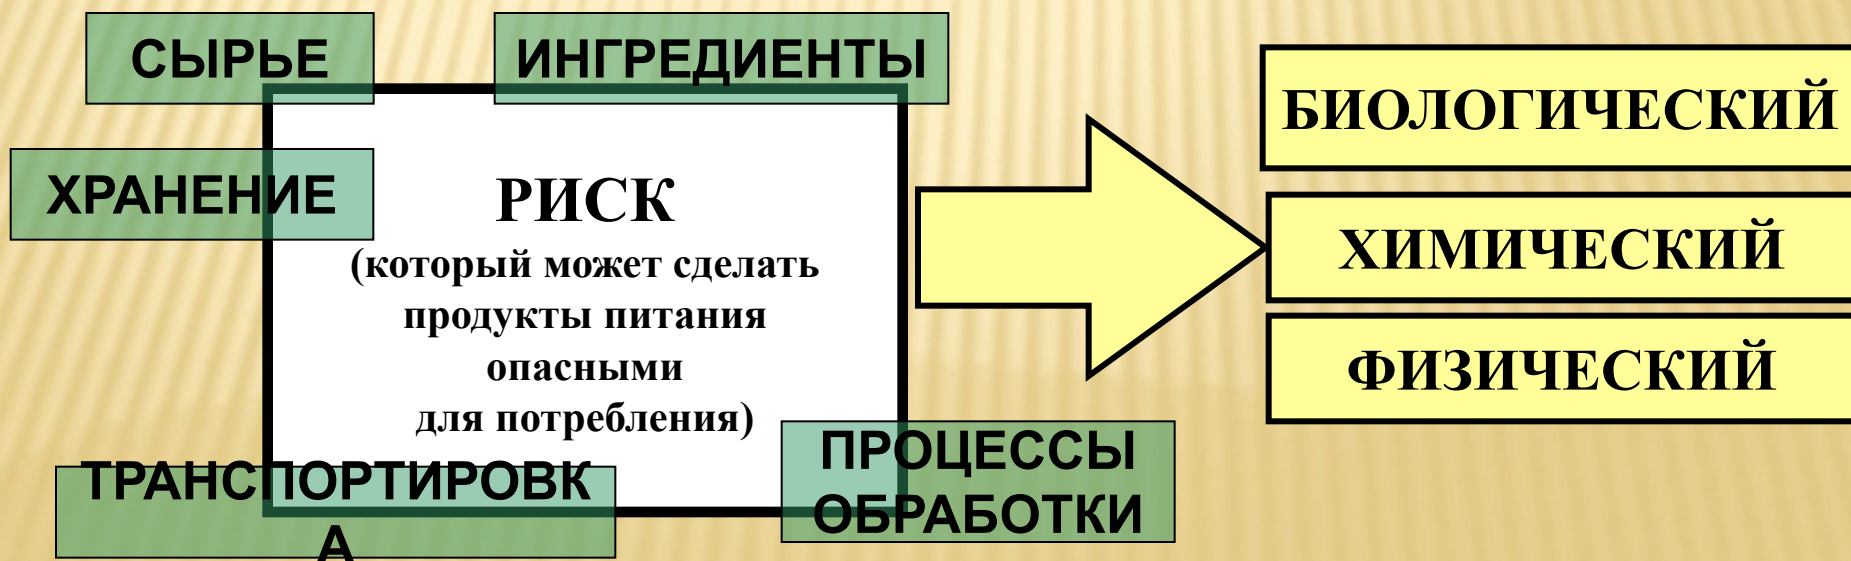 СЫРЬЕ
ИНГРЕДИЕНТЫ
ХРАНЕНИЕ
РИСК
(который может сделать
продукты питания
опасными
для потребления)
ТРАНСПОРТИРОВК
А
ПРОЦЕССЫ
ОБРАБОТКИ
БИОЛОГИЧЕСКИЙ
ХИМИЧЕСКИЙ
ФИЗИЧЕСКИЙ